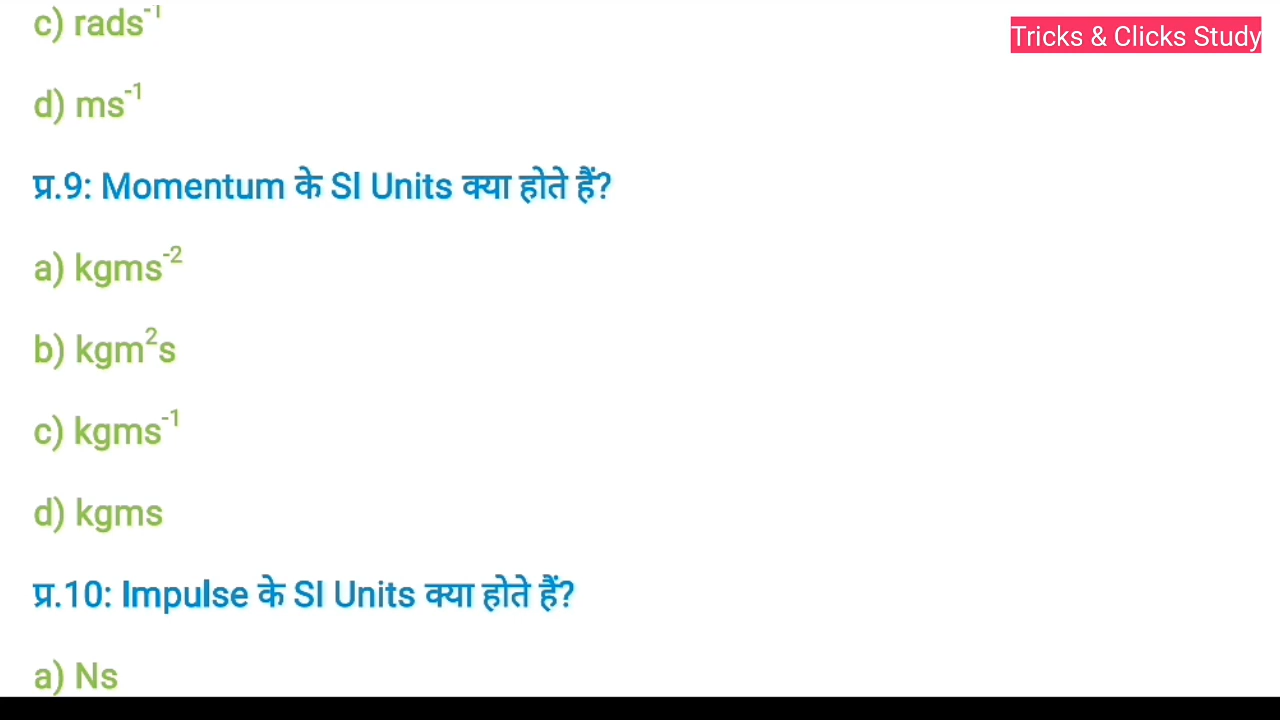 c) rads⁻¹
Tricks & Clicks Study
d) ms⁻¹
प्र.9: Momentum के SI Units क्या होते हैं?
a) kgms⁻²
b) kgm²s
c) kgms⁻¹
d) kgms
प्र.10: Impulse के SI Units क्या होते हैं?
a) Ns